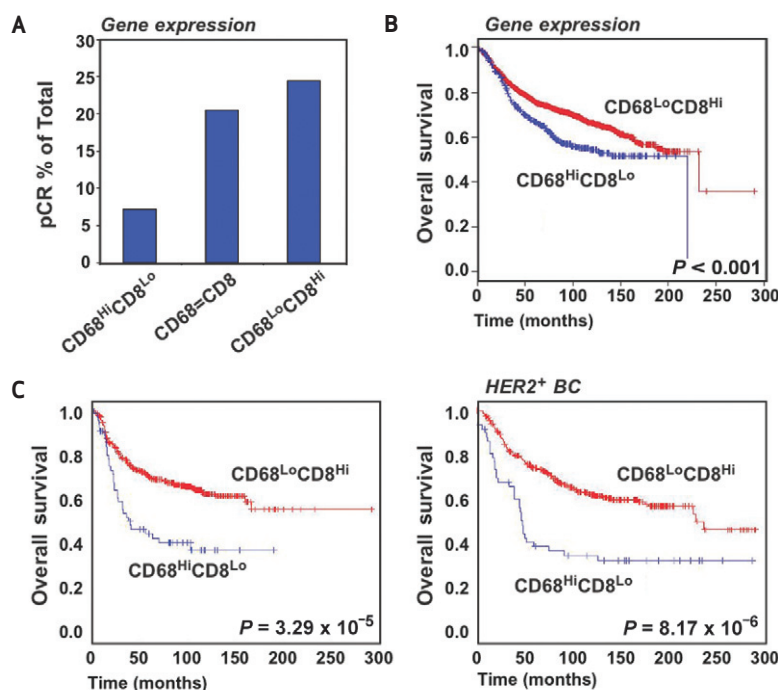 A
Gene expression
30
25
20
15
10
5
0
pCR % of Total
CD68HiCD8Lo
CD68=CD8
CD68LoCD8Hi
B
Gene expression
1.0
0.8
0.6
0.4
0.2
0.0
Overall survival
CD68LoCD8Hi
CD68HiCD8Lo
P < 0.001
0 50 100 150 200 250 300
Time (months)
C
1.0
0.8
0.6
0.4
0.2
0.0
Overall survival
CD68LoCD8Hi
CD68HiCD8Lo
P = 3.29 x 10−5
0 50 100 150 200 250 300
Time (months)
HER2+ BC
1.0
0.8
0.6
0.4
0.2
0.0
Overall survival
CD68LoCD8Hi
CD68HiCD8Lo
P = 8.17 x 10−6
0 50 100 150 200 250 300
Time (months)